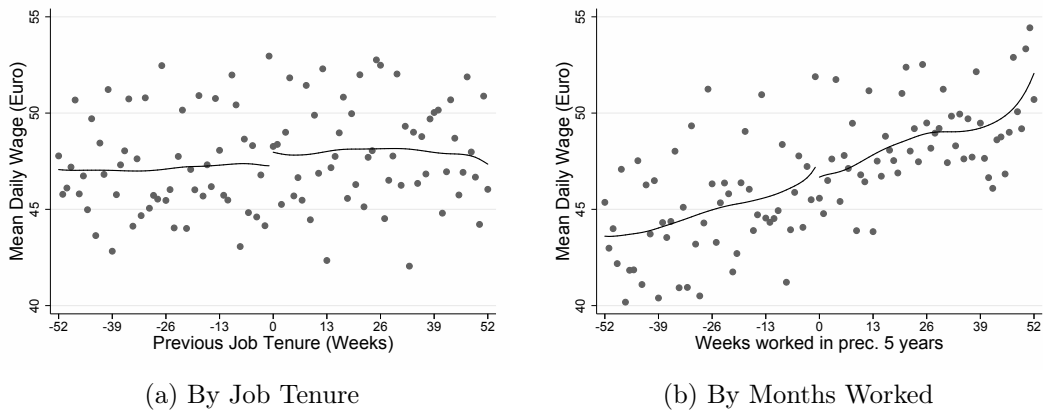 Mean Daily Wage (Euro)
55
50
45
40
-52 -39 -26 -13 0 13 26 39 52
Previous Job Tenure (Weeks)
(a) By Job Tenure
Mean Daily Wage (Euro)
55
50
45
40
-52 -39 -26 -13 0 13 26 39 52
Weeks worked in prec. 5 years
(b) By Months Worked